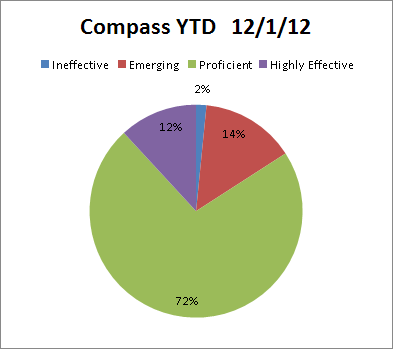 Compass YTD 12/1/12
Ineffective Emerging Proficient Highly Effective
2%
12%
14%
72%